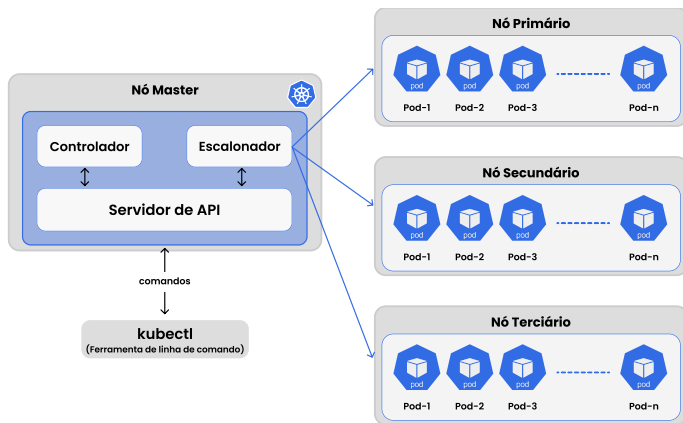 Nó Master
Controlador
Escalonador
Servidor de API
comandos
kubectl
(Ferramenta de linha de comando)
Nó Primário
pod
pod
pod
pod
Pod-1
Pod-2
Pod-3
Pod-n
Nó Secundário
pod
pod
pod
pod
Pod-1
Pod-2
Pod-3
Pod-n
Nó Terciário
pod
pod
pod
pod
Pod-1
Pod-2
Pod-3
Pod-n